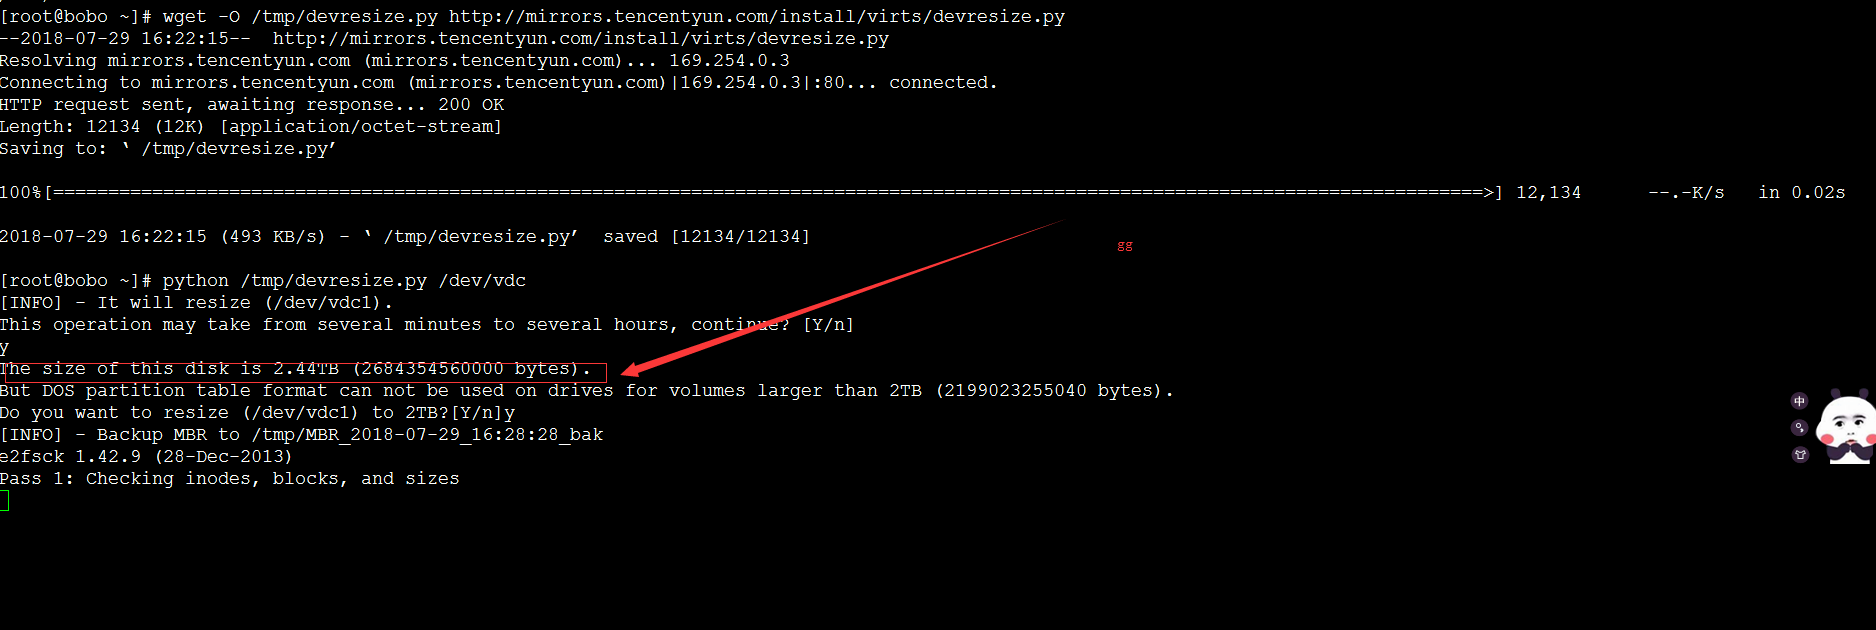 [root@bobo ~]# wget -O /tmp/devresize.py http://mirrors.tencentyun.com/install/virts/devresize.py
--2018-07-29 16:22:15--  http://mirrors.tencentyun.com/install/virts/devresize.py
Resolving mirrors.tencentyun.com (mirrors.tencentyun.com)... 169.254.0.3
Connecting to mirrors.tencentyun.com (mirrors.tencentyun.com)|169.254.0.3|:80... connected.
HTTP request sent, awaiting response... 200 OK
Length: 12134 (12K) [application/octet-stream]
Saving to: ‘ /tmp/devresize.py’
100%[==================================================================================================================================>] 12,134      --.-K/s   in 0.02s
2018-07-29 16:22:15 (493 KB/s) - ‘ /tmp/devresize.py’  saved [12134/12134]
gg
[root@bobo ~]# python /tmp/devresize.py /dev/vdc
[INFO] - It will resize (/dev/vdc1).
This operation may take from several minutes to several hours, continue? [Y/n]
y
The size of this disk is 2.44TB (2684354560000 bytes).
But DOS partition table format can not be used on drives for volumes larger than 2TB (2199023255040 bytes).
Do you want to resize (/dev/vdc1) to 2TB?[Y/n]y
[INFO] - Backup MBR to /tmp/MBR_2018-07-29_16:28:28_bak
e2fsck 1.42.9 (28-Dec-2013)
Pass 1: Checking inodes, blocks, and sizes
中